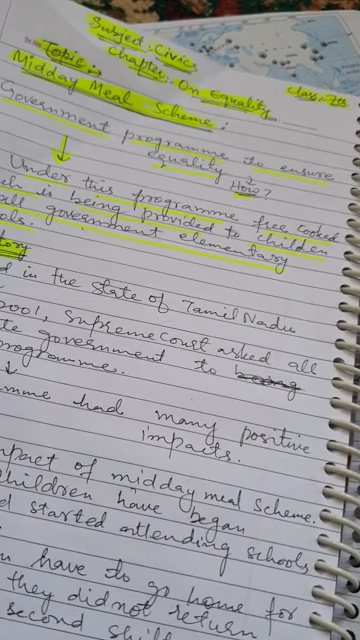 Subject:- Civics
Chapter:- On Equality
Class:- 7th
Topic:-
Midday Meal Scheme:
Government programme to ensure
equality. How?
Under this programme free cooked
is being provided to children
all government elementary
in the state of Tamil Nadu
2001, Supreme Court asked all
government to
programme.
had many positive
impacts.
impact of midday meal scheme.
children have began
started attending schools
have to go home for
they did not return
second shift